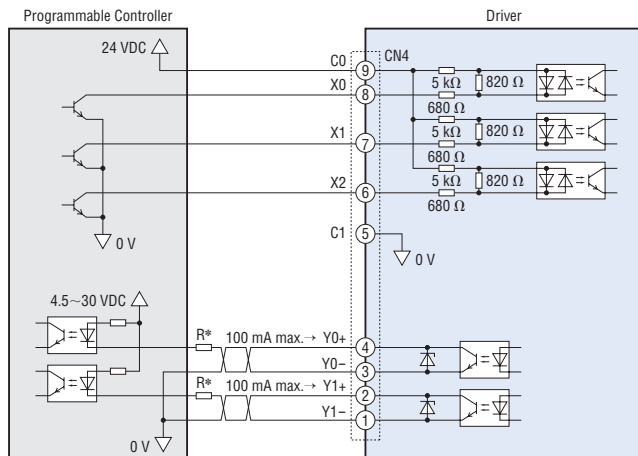 Programmable Controller
Driver
24 VDC
C0
9
CN4
5 kΩ
820 Ω
X0
8
680 Ω
X1
7
5 kΩ
820 Ω
680 Ω
X2
6
5 kΩ
820 Ω
680 Ω
C1
5
0 V
0 V
4.5~30 VDC
R*
100 mA max.→
Y0+
4
Y0−
3
R*
100 mA max.→
Y1+
2
Y1−
1
0 V